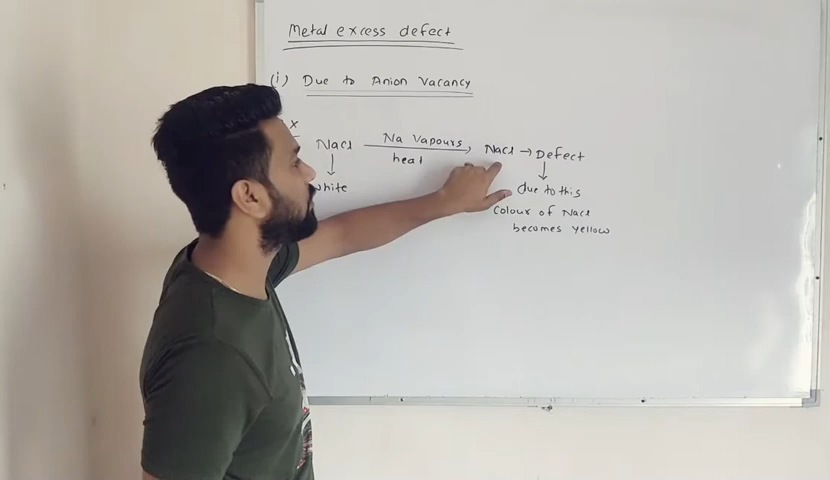 Metal excess defect
(i) Due to Anion Vacancy
x
NaCl Na Vapours, NaCl → Defect
heat
↓ ↓
white due to this
Colour of NaCl
becomes yellow